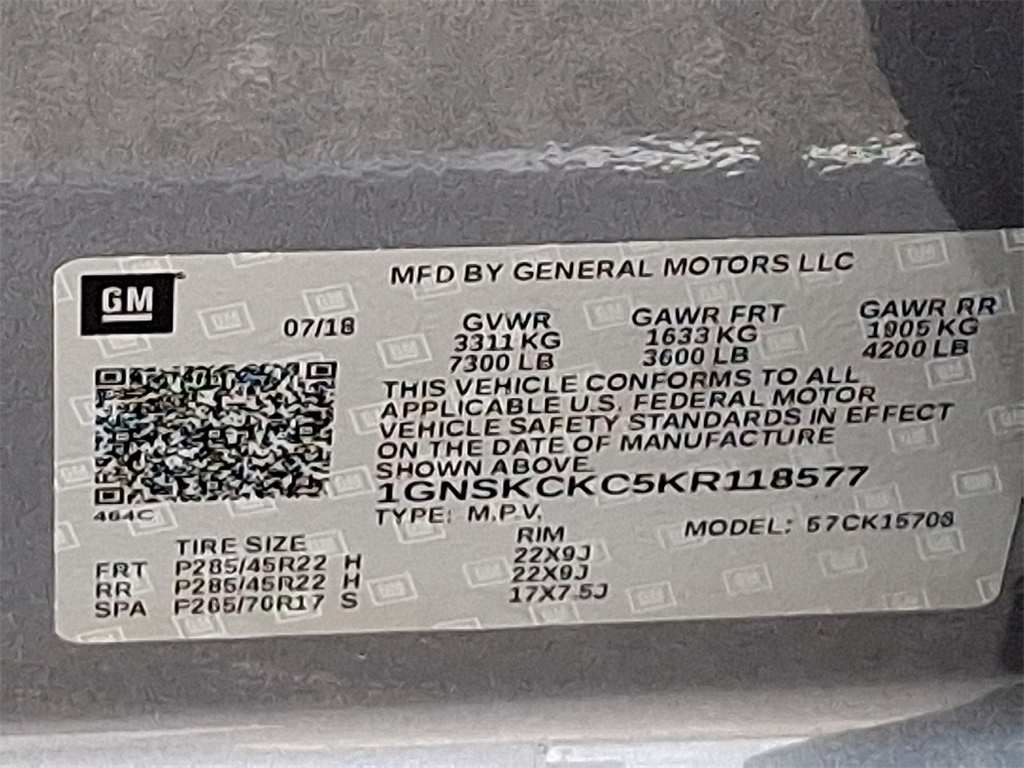 GM
MFD BY GENERAL MOTORS LLC
07/18
GVWR GAWR FRT GAWR RR
3311 KG 1633 KG 1905 KG
7300 LB 3600 LB 4200 LB
THIS VEHICLE CONFORMS TO ALL
APPLICABLE U.S. FEDERAL MOTOR
VEHICLE SAFETY STANDARDS IN EFFECT
ON THE DATE OF MANUFACTURE
SHOWN ABOVE.
1GNSKCKC5KR118577
464C
TYPE: M.P.V.
MODEL: 57CK15706
TIRE SIZE RIM
FRT P285/45R22 H 22X9J
RR P285/45R22 H 22X9J
SPA P265/70R17 S 17X7.5J